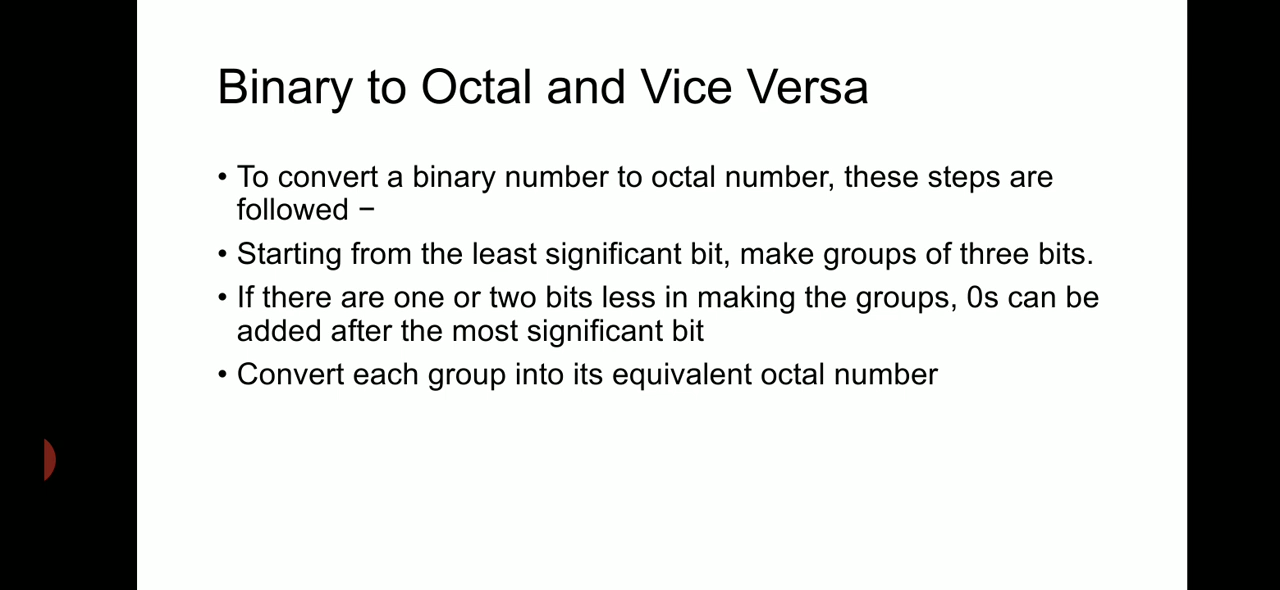 Binary to Octal and Vice Versa
• To convert a binary number to octal number, these steps are
followed −
• Starting from the least significant bit, make groups of three bits.
• If there are one or two bits less in making the groups, 0s can be
added after the most significant bit
• Convert each group into its equivalent octal number